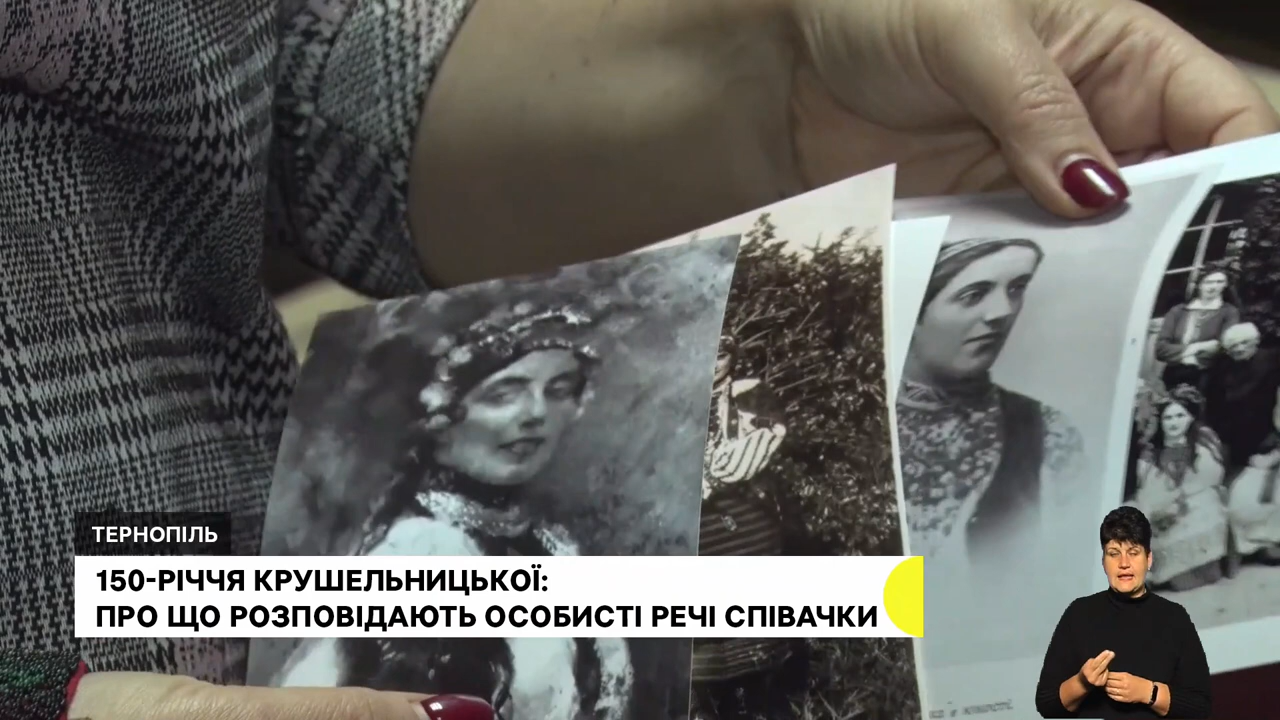 ТЕРНОПІЛЬ
150-РІЧЧЯ КРУШЕЛЬНИЦЬКОЇ:
ПРО ЩО РОЗПОВІДАЮТЬ ОСОБИСТІ РЕЧІ СПІВАЧКИ